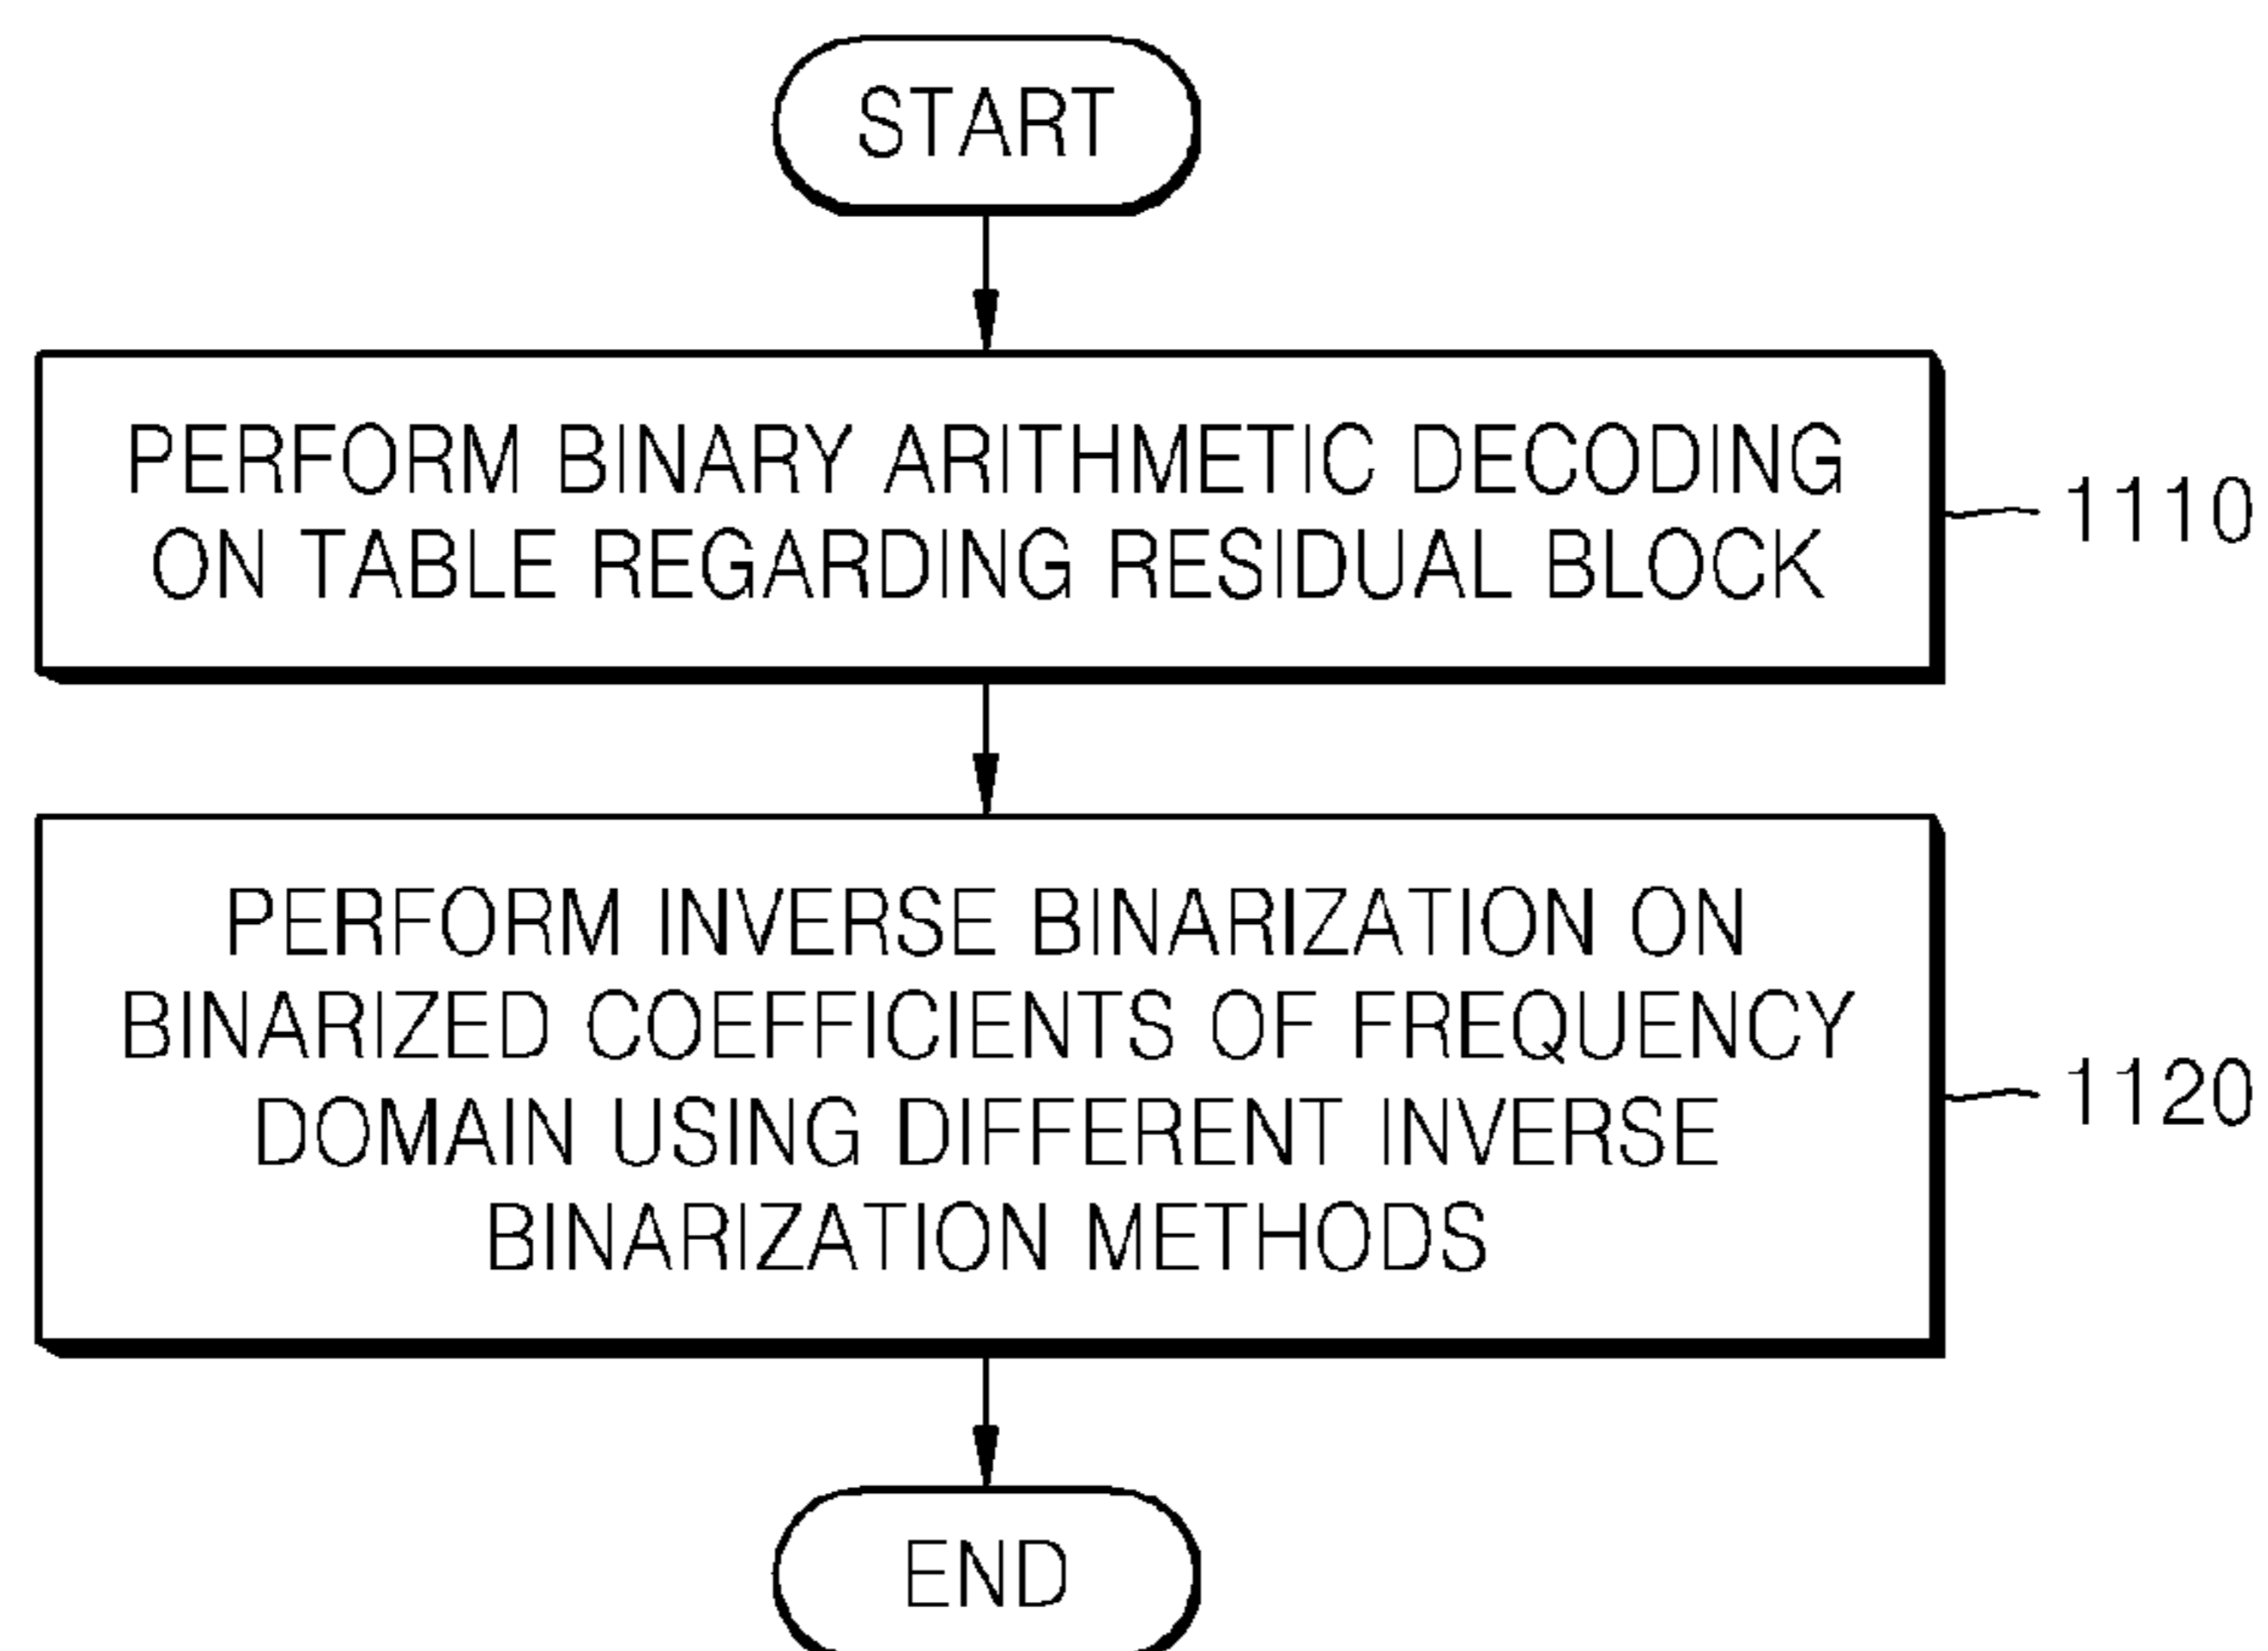 START
PERFORM BINARY ARITHMETIC DECODING
ON TABLE REGARDING RESIDUAL BLOCK
1110
PERFORM INVERSE BINARIZATION ON
BINARIZED COEFFICIENTS OF FREQUENCY
DOMAIN USING DIFFERENT INVERSE
BINARIZATION METHODS
1120
END